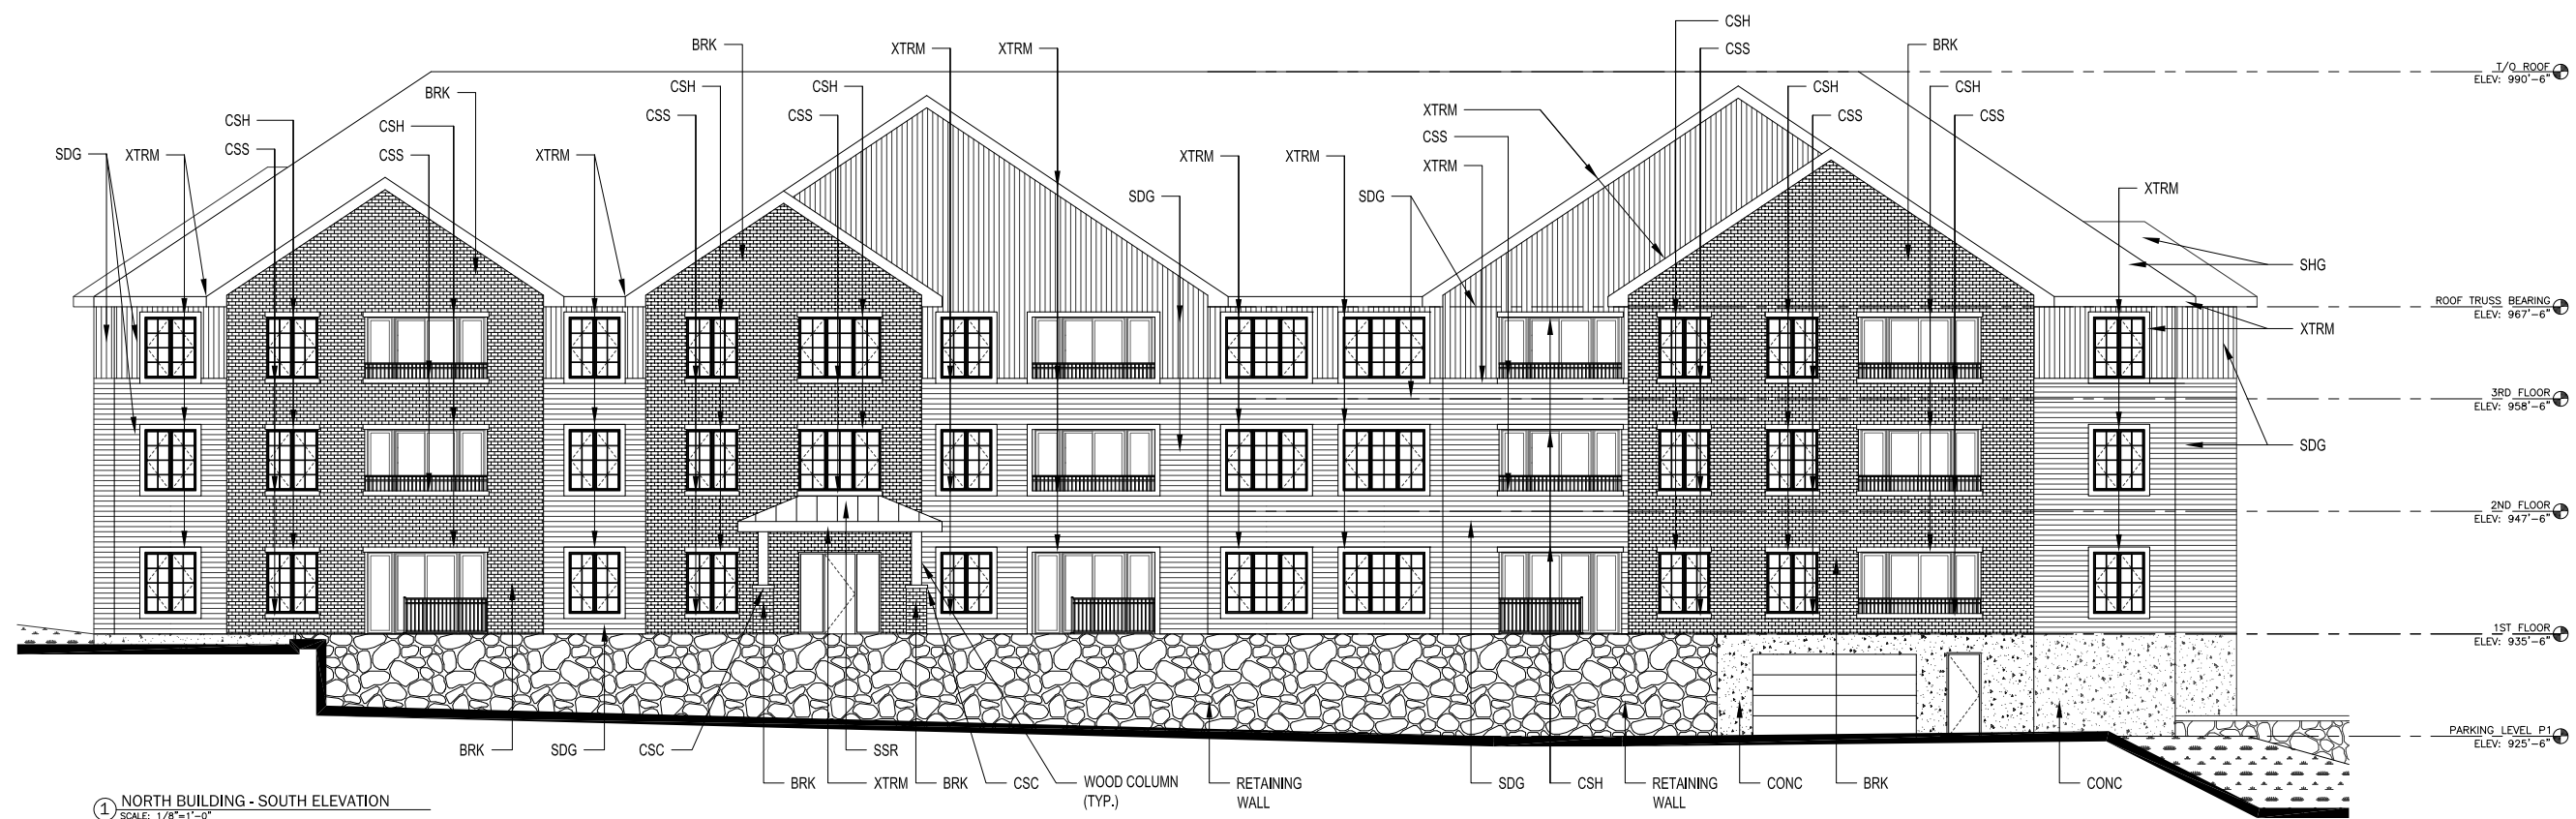 CSH
CSS
BRK
XTRM
XTRM
BRK
T/O ROOF
ELEV: 990'-6"
CSH
CSH
CSH
CSH
BRK
CSS
CSS
CSS
CSS
XTRM
CSH
CSH
CSS
CSS
CSS
XTRM
SDG
XTRM
XTRM
XTRM
XTRM
XTRM
SDG
SDG
SHG
ROOF TRUSS BEARING
ELEV: 967'-6"
XTRM
3RD FLOOR
ELEV: 958'-6"
SDG
2ND FLOOR
ELEV: 947'-6"
1ST FLOOR
ELEV: 935'-6"
PARKING LEVEL P1
ELEV: 925'-6"
BRK
SDG
CSC
SSR
BRK
XTRM
BRK
CSC
WOOD COLUMN
(TYP.)
RETAINING
WALL
SDG
CSH
RETAINING
WALL
CONC
BRK
CONC
1
NORTH BUILDING - SOUTH ELEVATION
SCALE: 1/8"=1'-0"